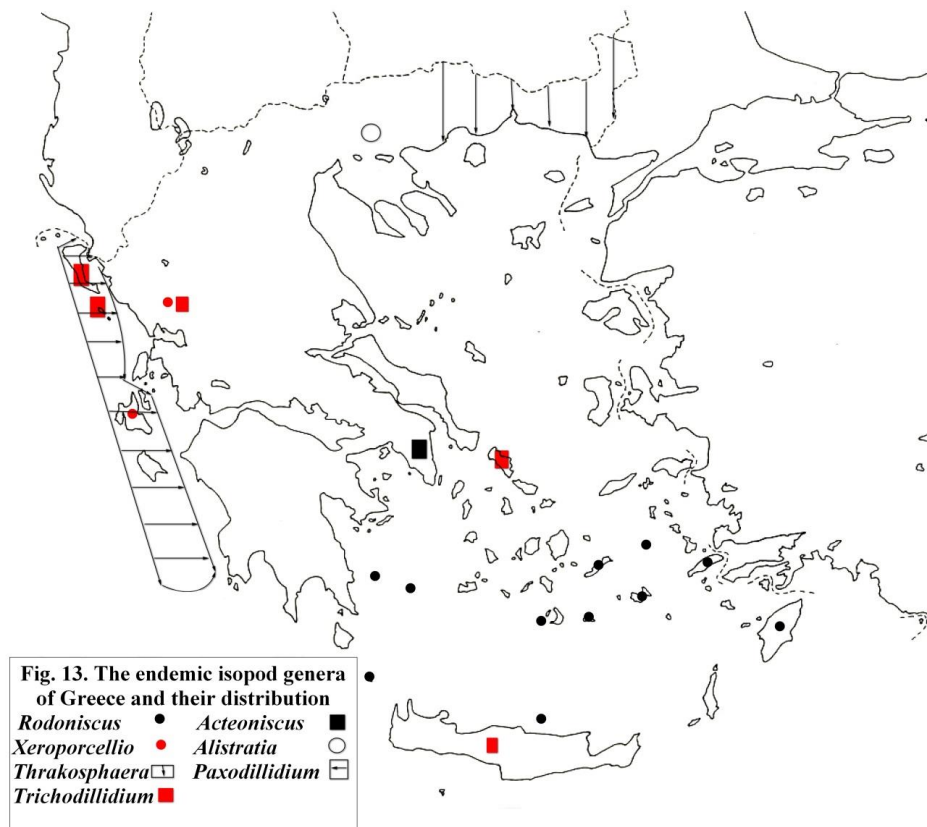 Fig. 13. The endemic isopod genera
of Greece and their distribution
Rodoniscus Acteoniscus
Xeroporcellio Alistratia
Thrakosphaera Paxodillidium
Trichodillidium